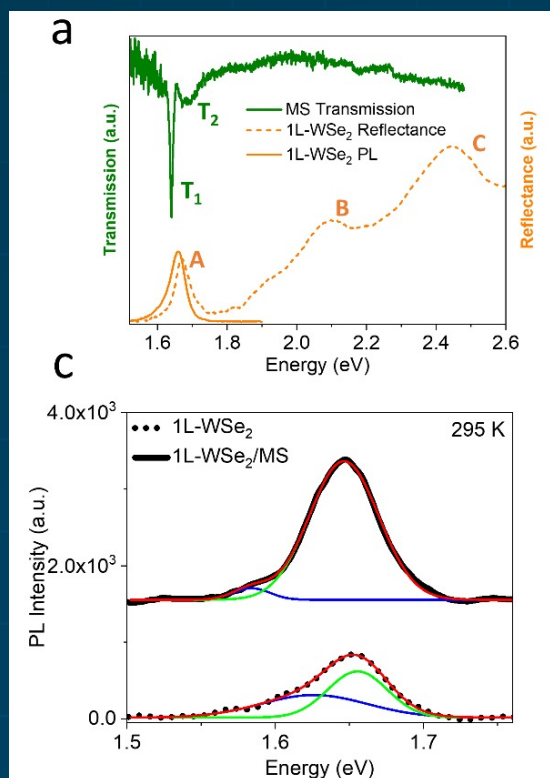 a
MS Transmission
1L-WSe₂ Reflectance
1L-WSe₂ PL
T₁
T₂
A
B
C
Transmission (a.u.)
Reflectance (a.u.)
1.6 1.8 2.0 2.2 2.4 2.6
Energy (eV)
c
4.0x10³
2.0x10³
0.0
1L-WSe₂
1L-WSe₂/MS
295 K
PL Intensity (a.u.)
1.5 1.6 1.7
Energy (eV)